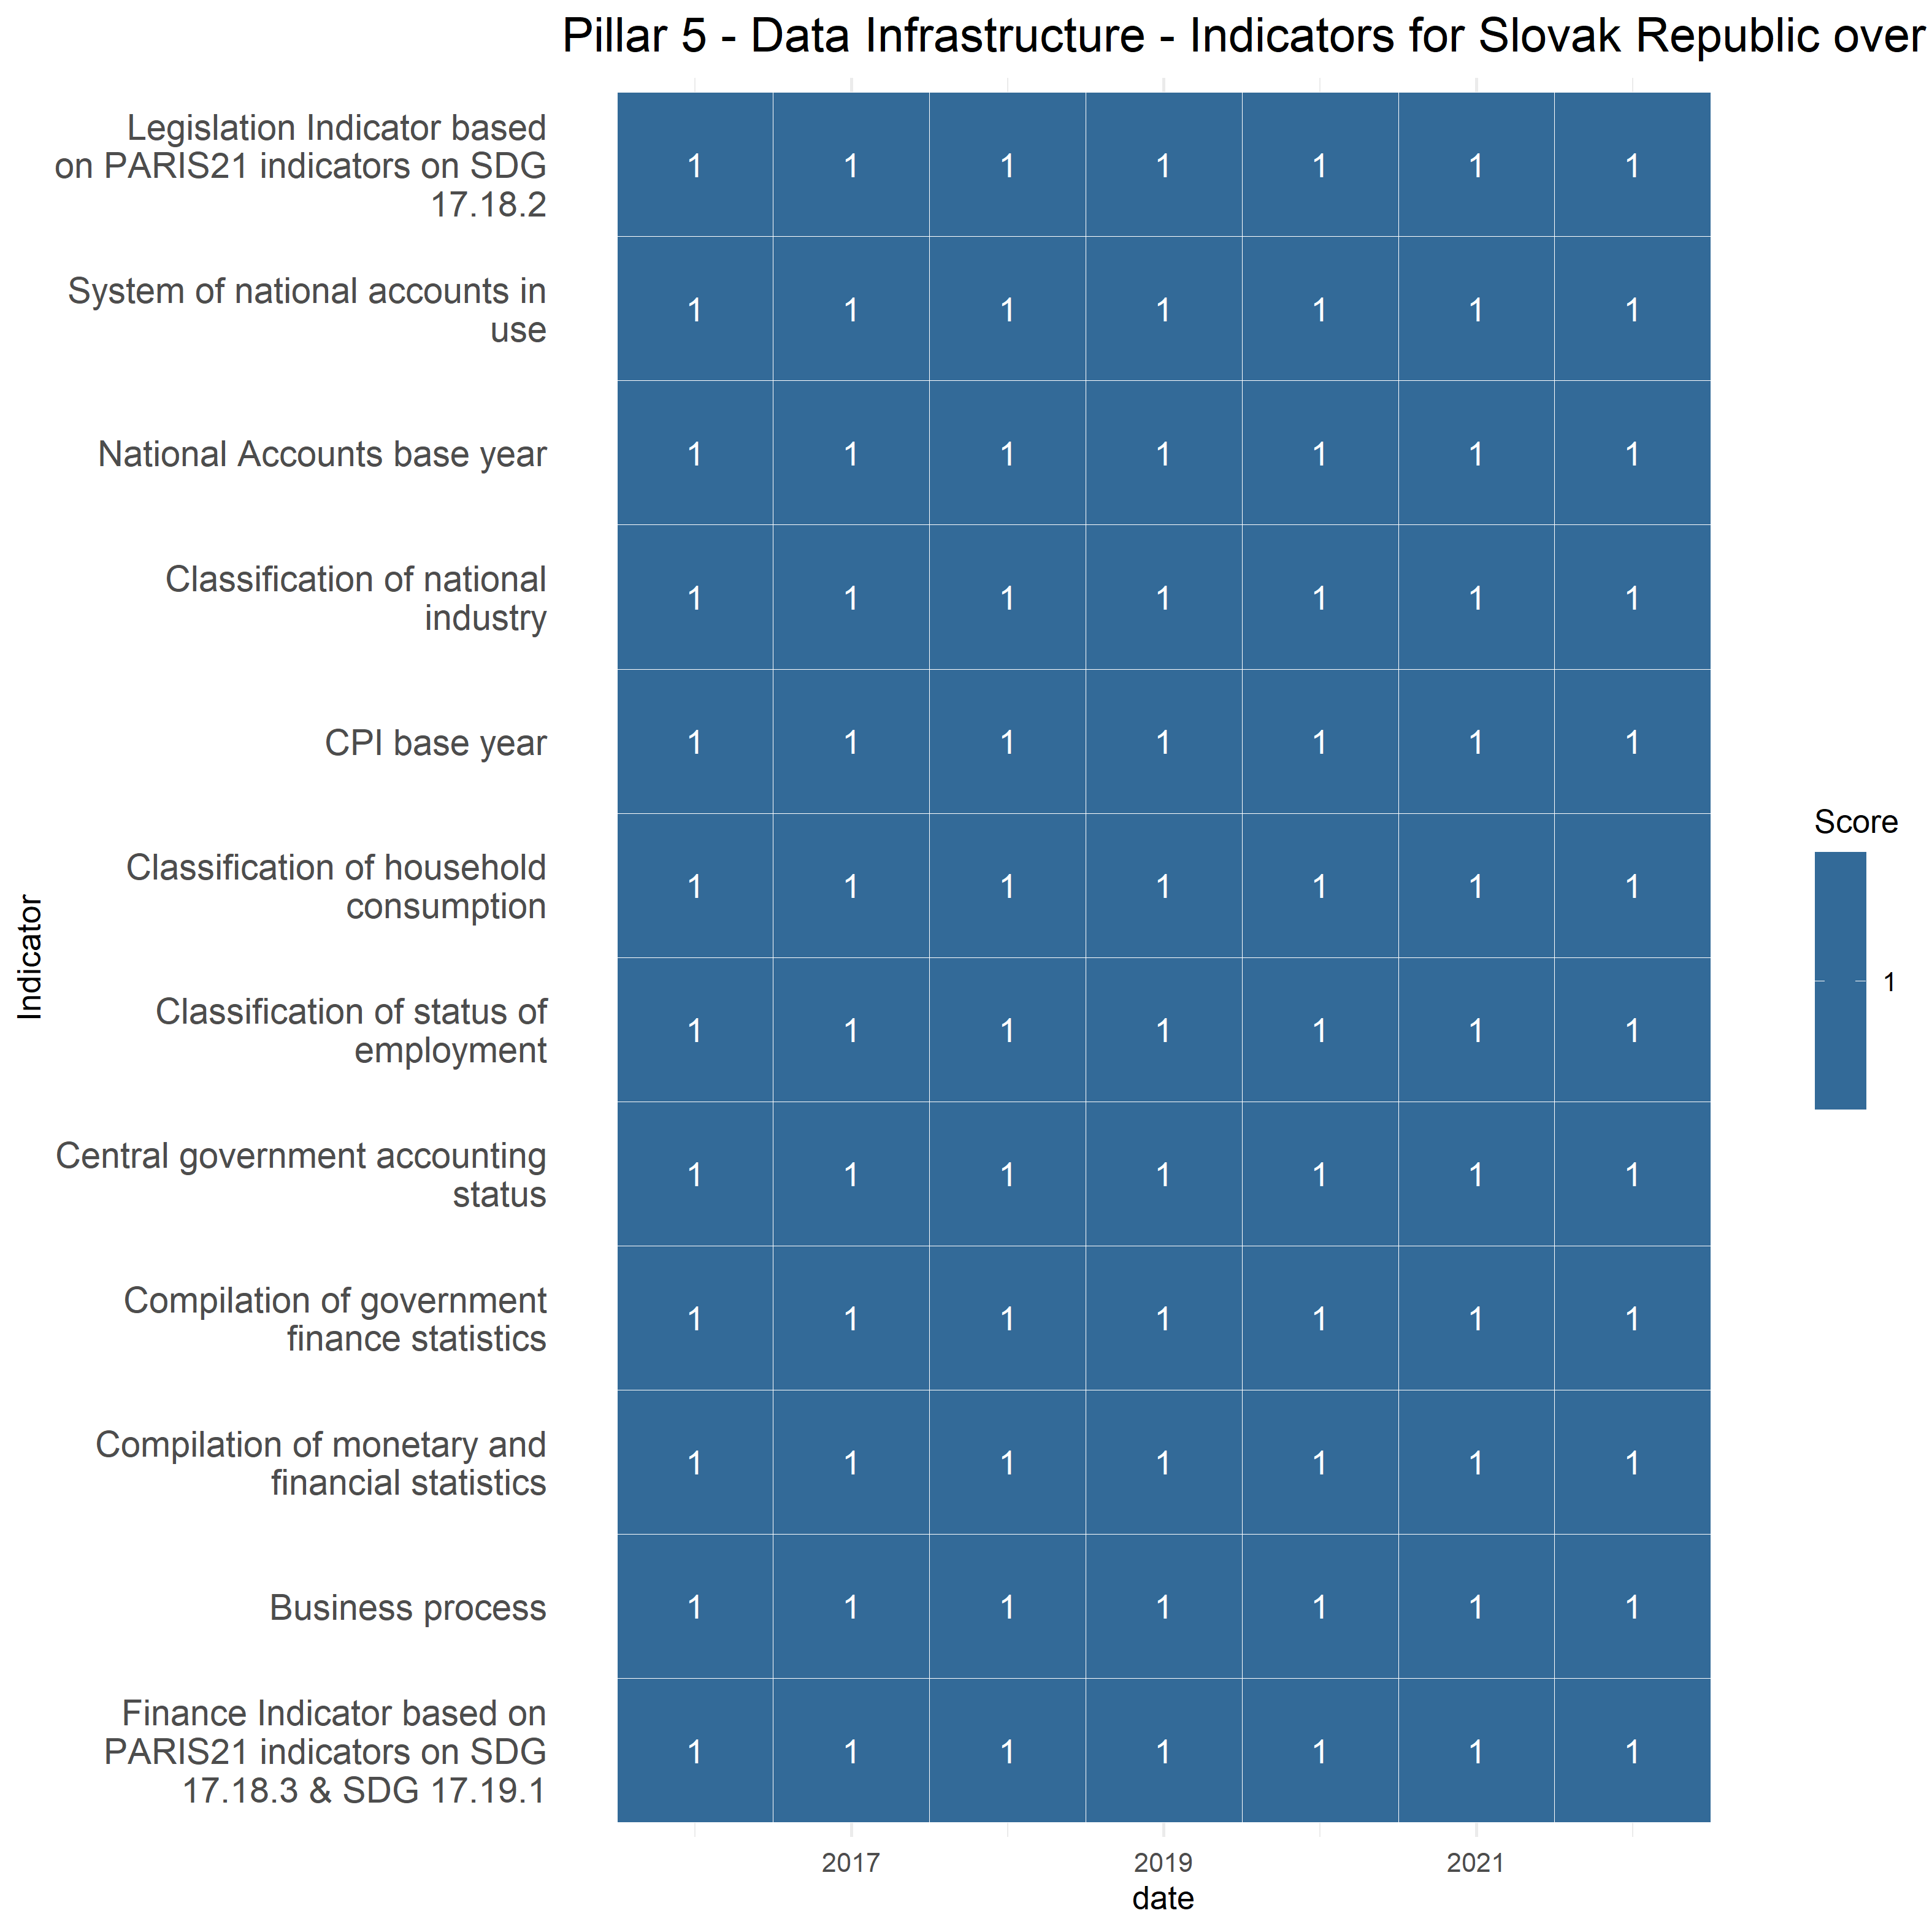 Pillar 5 - Data Infrastructure - Indicators for Slovak Republic over
Legislation Indicator based
on PARIS21 indicators on SDG
17.18.2
1 1 1 1 1 1 1
System of national accounts in
use
1 1 1 1 1 1 1
National Accounts base year
1 1 1 1 1 1 1
Classification of national
industry
1 1 1 1 1 1 1
CPI base year
1 1 1 1 1 1 1
Classification of household
consumption
1 1 1 1 1 1 1
Classification of status of
employment
1 1 1 1 1 1 1
Central government accounting
status
1 1 1 1 1 1 1
Compilation of government
finance statistics
1 1 1 1 1 1 1
Compilation of monetary and
financial statistics
1 1 1 1 1 1 1
Business process
1 1 1 1 1 1 1
Finance Indicator based on
PARIS21 indicators on SDG
17.18.3 & SDG 17.19.1
1 1 1 1 1 1 1
Indicator
2017 2019 2021
date
Score
1